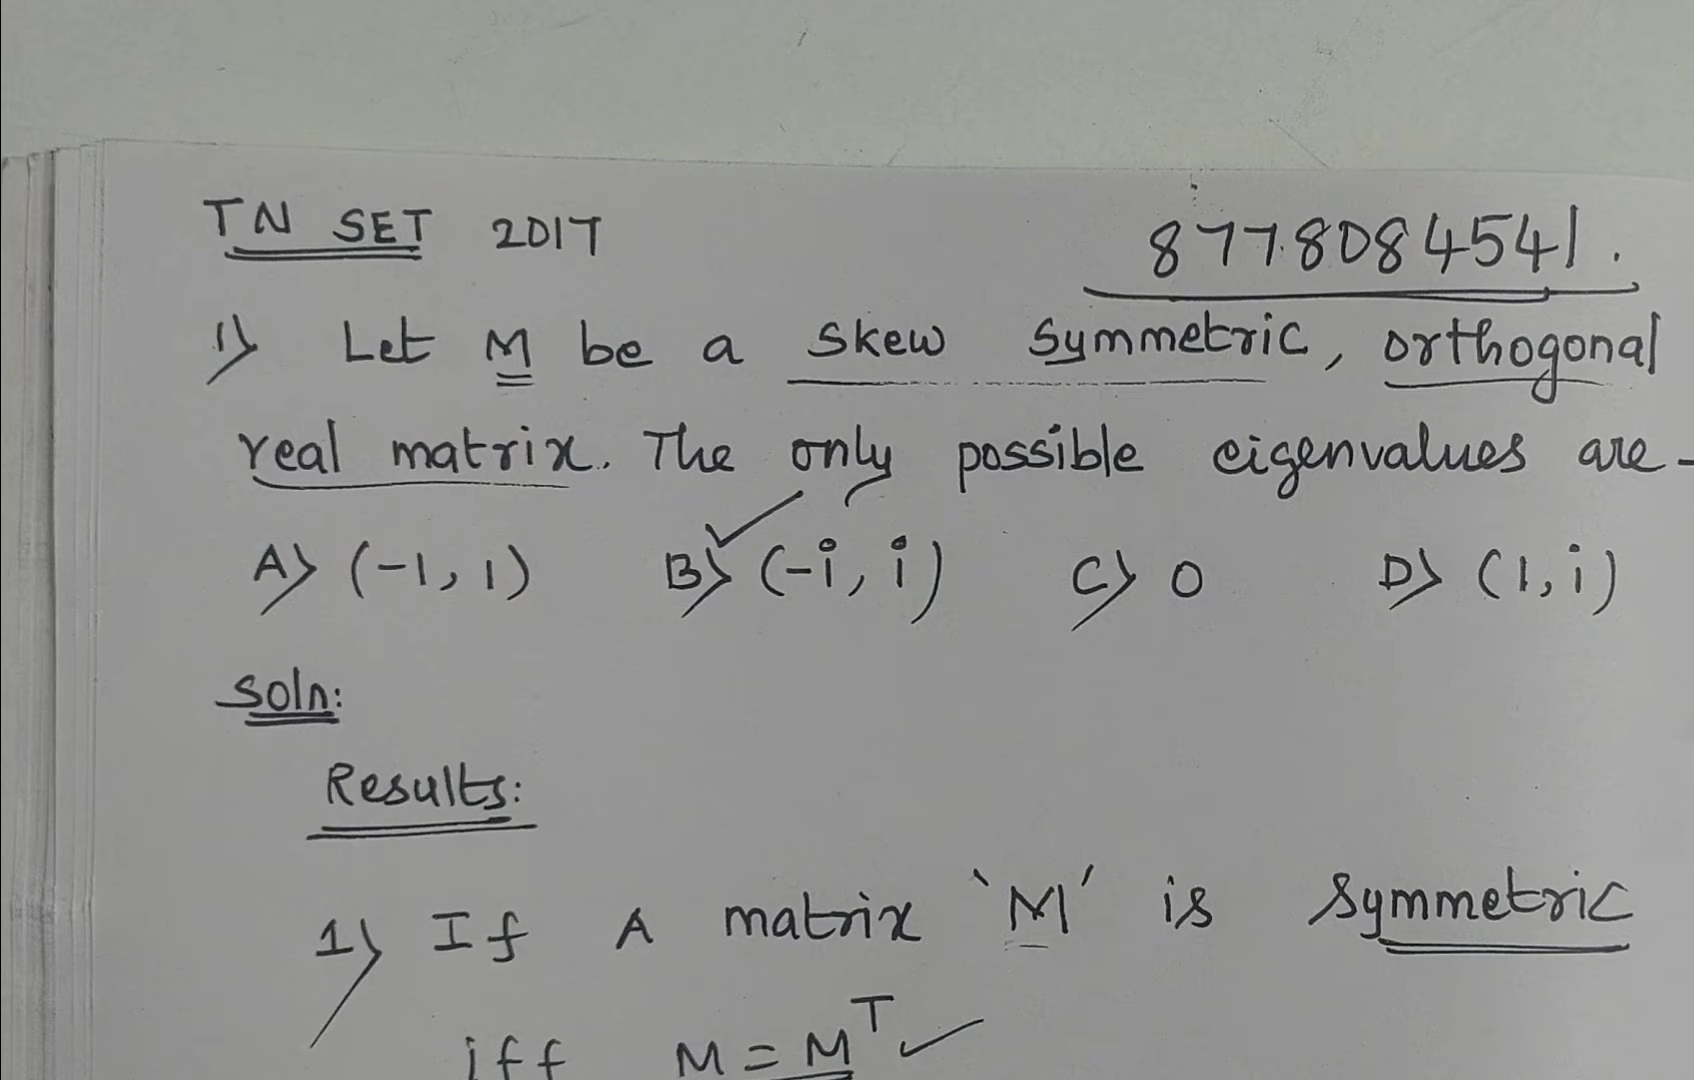 TN SET 2017
8778084541.
1) Let M be a skew symmetric, orthogonal
real matrix. The only possible eigenvalues are -
A) (-1, 1) B) (-i, i) C) 0 D) (1, i)
Soln:
Results:
1) If A matrix 'M' is symmetric
iff M = M^T